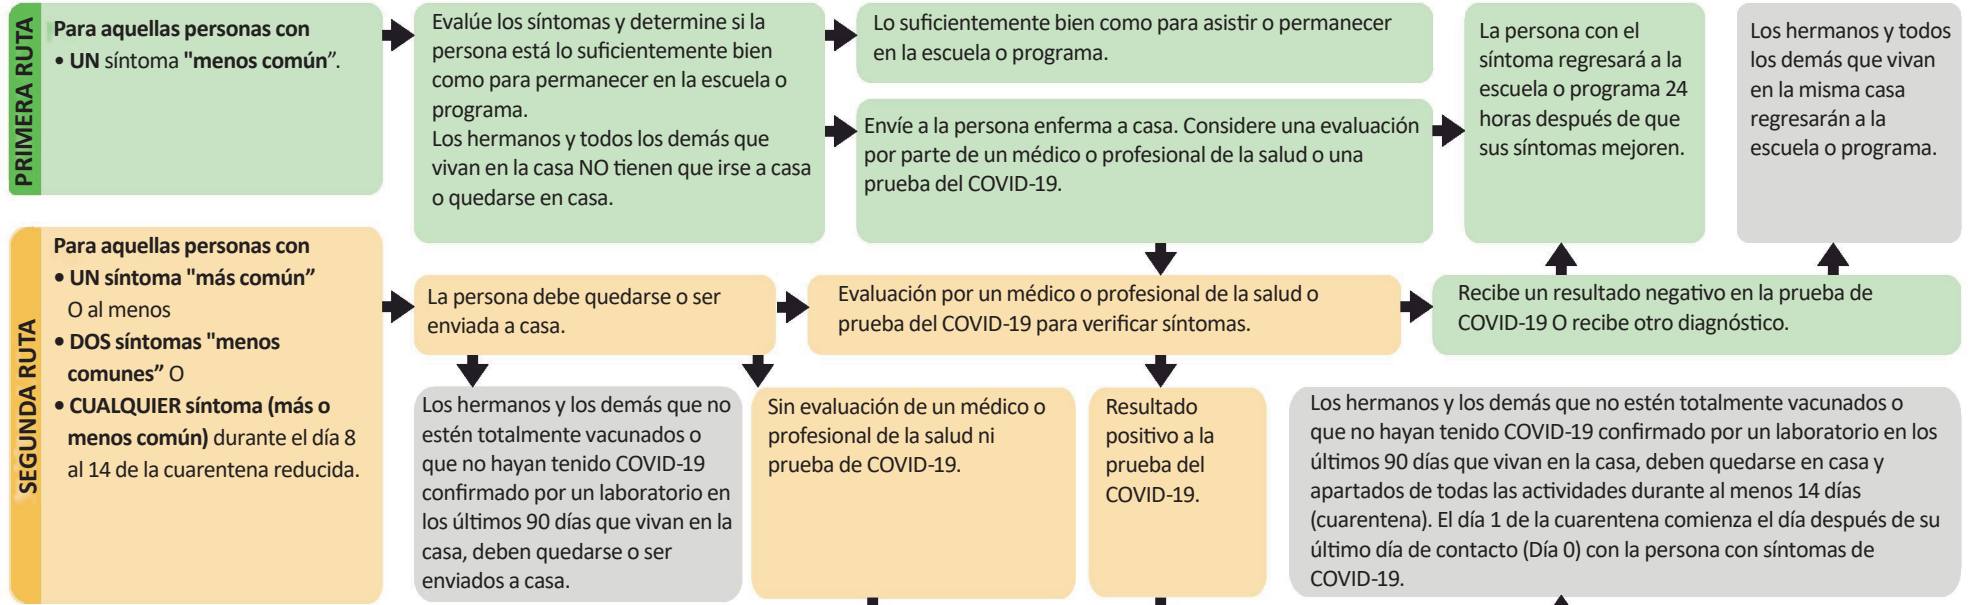 PRIMERA RUTA
Para aquellas personas con
• UN síntoma "menos común”.
Evalúe los síntomas y determine si la
persona está lo suficientemente bien
como para permanecer en la escuela o
programa.
Los hermanos y todos los demás que
vivan en la casa NO tienen que irse a casa
o quedarse en casa.
Lo suficientemente bien como para asistir o permanecer
en la escuela o programa.
Envíe a la persona enferma a casa. Considere una evaluación
por parte de un médico o profesional de la salud o una
prueba del COVID-19.
La persona con el
síntoma regresará a la
escuela o programa 24
horas después de que
sus síntomas mejoren.
Los hermanos y todos
los demás que vivan
en la misma casa
regresarán a la
escuela o programa.
SEGUNDA RUTA
Para aquellas personas con
• UN síntoma "más común”
O al menos
• DOS síntomas "menos
comunes” O
• CUALQUIER síntoma (más o
menos común) durante el día 8
al 14 de la cuarentena reducida.
La persona debe quedarse o ser
enviada a casa.
Evaluación por un médico o profesional de la salud o
prueba del COVID-19 para verificar síntomas.
Recibe un resultado negativo en la prueba de
COVID-19 O recibe otro diagnóstico.
Los hermanos y los demás que no
estén totalmente vacunados o
que no hayan tenido COVID-19
confirmado por un laboratorio en
los últimos 90 días que vivan en la
casa, deben quedarse o ser
enviados a casa.
Sin evaluación de un médico o
profesional de la salud ni
prueba de COVID-19.
Resultado
positivo a la
prueba del
COVID-19.
Los hermanos y los demás que no estén totalmente vacunados o
que no hayan tenido COVID-19 confirmado por un laboratorio en los
últimos 90 días que vivan en la casa, deben quedarse en casa y
apartados de todas las actividades durante al menos 14 días
(cuarentena). El día 1 de la cuarentena comienza el día después de su
último día de contacto (Día 0) con la persona con síntomas de
COVID-19.